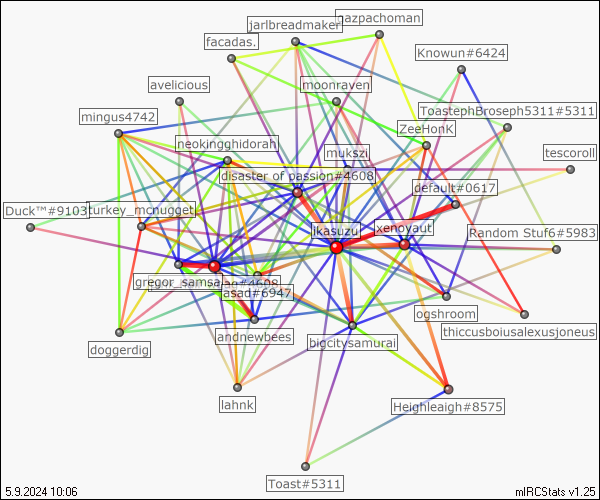 jarlbreadmaker
gazpachoman
facadas.
Knowun#6424
avelicious
moonraven
mingus4742
ToastephBroseph5311#5311
ZeeHonK
neokingghidorah
mukszi
tescoroll
disaster of passion#4608
default#0617
Duck™#9103
turkey_mcnugget
ikasuzu
xenoyaut
Random Stuf6#5983
gregor_samsa
#4608
asad#6947
ogshroom
thiccusboiusalexusjoneus
andnewbees
bigcitysamurai
doggerdig
lahnk
Heighleaigh#8575
Toast#5311
5.9.2024 10:06
mIRCStats v1.25